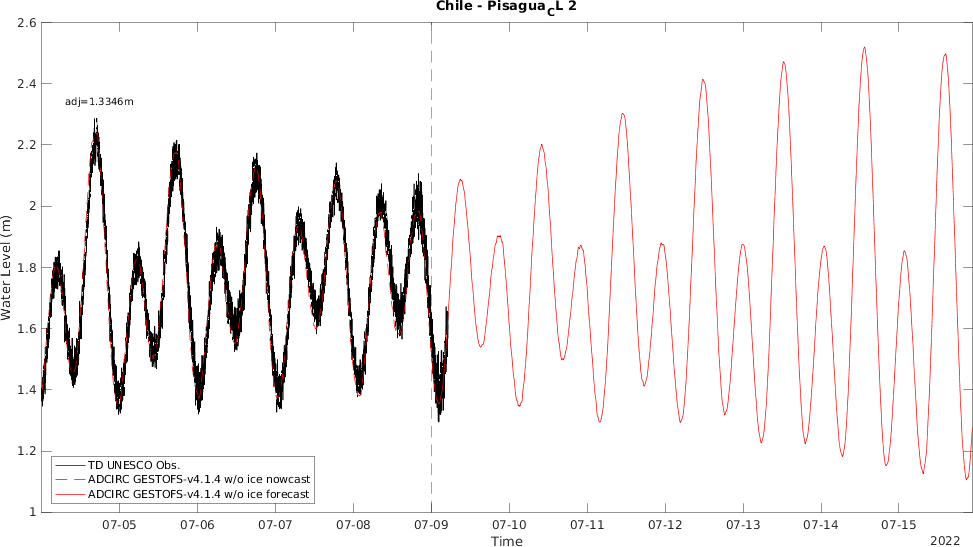 Chile - Pisagua_CL 2
2.6
2.4
2.2
2
1.8
1.6
1.4
1.2
1
Water Level (m)
adj=1.3346m
TD UNESCO Obs.
ADCIRC GESTOFS-v4.1.4 w/o ice nowcast
ADCIRC GESTOFS-v4.1.4 w/o ice forecast
07-05 07-06 07-07 07-08 07-09 07-10 07-11 07-12 07-13 07-14 07-15
Time
2022